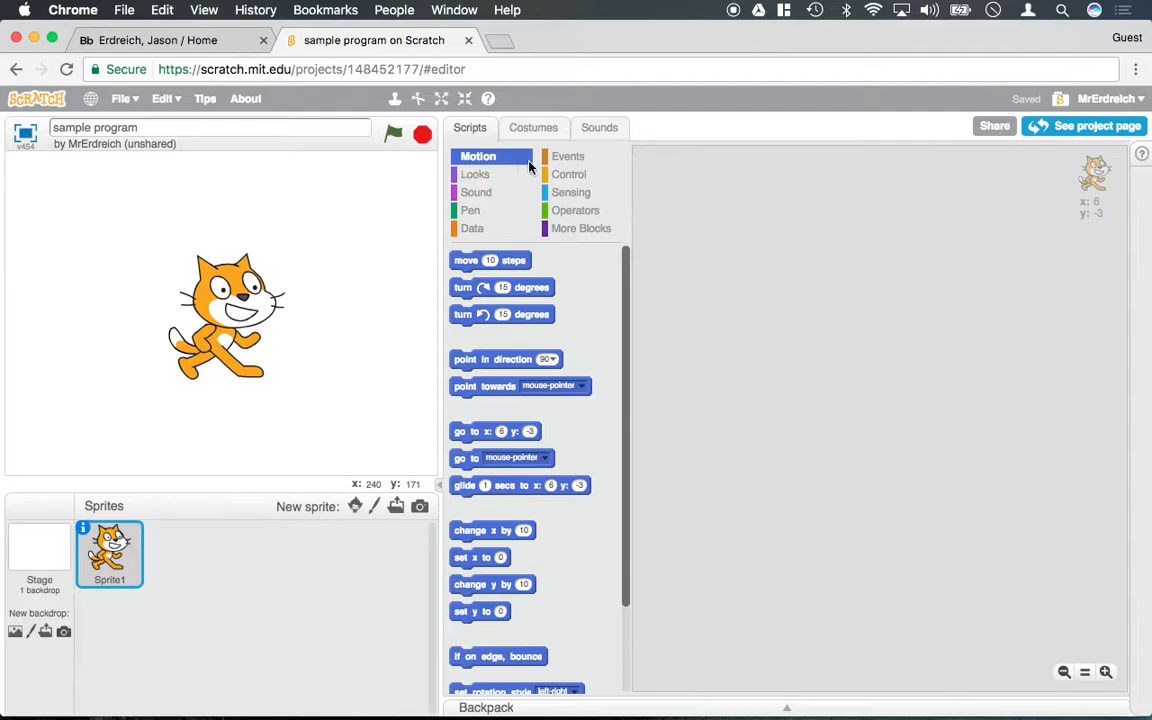 Chrome File Edit View History Bookmarks People Window Help
Bb Erdreich, Jason / Home
sample program on Scratch
Guest
Secure https://scratch.mit.edu/projects/148452177/#editor
SCRATCH File Edit Tips About
Saved MrErdreich
v454
sample program
by MrErdreich (unshared)
Scripts Costumes Sounds
Share See project page
Motion Events
Looks Control
Sound Sensing
Pen Operators
Data More Blocks
x: 6
y: -3
move 10 steps
turn 15 degrees
turn 15 degrees
point in direction 90
point towards mouse-pointer
go to x: 6 y: -3
go to mouse-pointer
glide 1 secs to x: 6 y: -3
change x by 10
set x to 0
change y by 10
set y to 0
if on edge, bounce
set rotation style left-right
x: 240 y: 171
Sprites New sprite:
Stage
1 backdrop
Sprite1
New backdrop:
Backpack